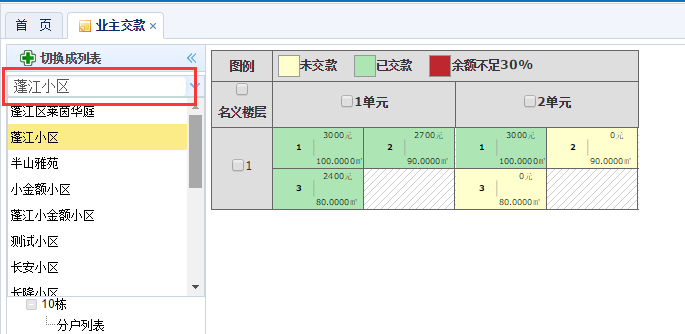 首 页 业主交款
切换成列表
蓬江小区
蓬江区莱茵华庭
蓬江小区
半山雅苑
小金额小区
蓬江小金额小区
测试小区
长安小区
长隆小区
10栋
分户列表
图例 未交款 已交款 余额不足30%
名义楼层 1单元 2单元
1
1 3000元 100.0000㎡
2 2700元 90.0000㎡
1 3000元 100.0000㎡
2 0元 90.0000㎡
3 2400元 80.0000㎡
3 0元 80.0000㎡